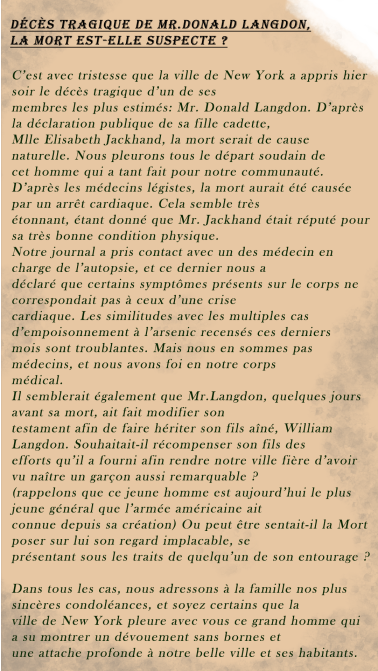 DÉCÈS TRAGIQUE DE MR.DONALD LANGDON,
LA MORT EST-ELLE SUSPECTE ?
C'est avec tristesse que la ville de New York a appris hier
soir le décès tragique d'un de ses
membres les plus estimés: Mr. Donald Langdon. D'après
la déclaration publique de sa fille cadette,
Mlle Elisabeth Jackhand, la mort serait de cause
naturelle. Nous pleurons tous le départ soudain de
cet homme qui a tant fait pour notre communauté.
D'après les médecins légistes, la mort aurait été causée
par un arrêt cardiaque. Cela semble très
étonnant, étant donné que Mr. Jackhand était réputé pour
sa très bonne condition physique.
Notre journal a pris contact avec un des médecin en
charge de l'autopsie, et ce dernier nous a
déclaré que certains symptômes présents sur le corps ne
correspondait pas à ceux d'une crise
cardiaque. Les similitudes avec les multiples cas
d'empoisonnement à l'arsenic recensés ces derniers
mois sont troublantes. Mais nous en sommes pas
médecins, et nous avons foi en notre corps
médical.
Il semblerait également que Mr.Langdon, quelques jours
avant sa mort, ait fait modifier son
testament afin de faire hériter son fils aîné, William
Langdon. Souhaitait-il récompenser son fils des
efforts qu'il a fourni afin rendre notre ville fière d'avoir
vu naître un garçon aussi remarquable ?
(rappelons que ce jeune homme est aujourd'hui le plus
jeune général que l'armée américaine ait
connue depuis sa création) Ou peut être sentait-il la Mort
poser sur lui son regard implacable, se
présentant sous les traits de quelqu'un de son entourage ?
Dans tous les cas, nous adressons à la famille nos plus
sincères condoléances, et soyez certains que la
ville de New York pleure avec vous ce grand homme qui
a su montrer un dévouement sans bornes et
une attache profonde à notre belle ville et ses habitants.